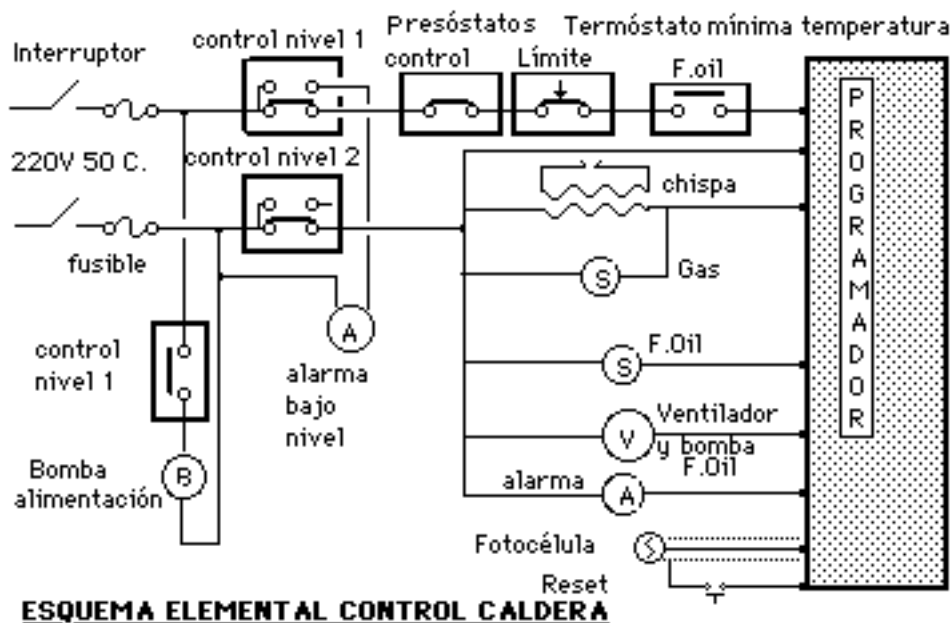 Interruptor
control nivel 1
Presóstatos
control
Límite
Termóstato mínima temperatura
F.oil
220V 50 C.
control nivel 2
fusible
chispa
S
Gas
control
nivel 1
A
alarma
bajo
nivel
S
F.Oil
V
Ventilador
y bomba
F.Oil
Bomba
alimentación
B
alarma
A
Fotocélula
Reset
PROGRAMADOR
ESQUEMA ELEMENTAL CONTROL CALDERA